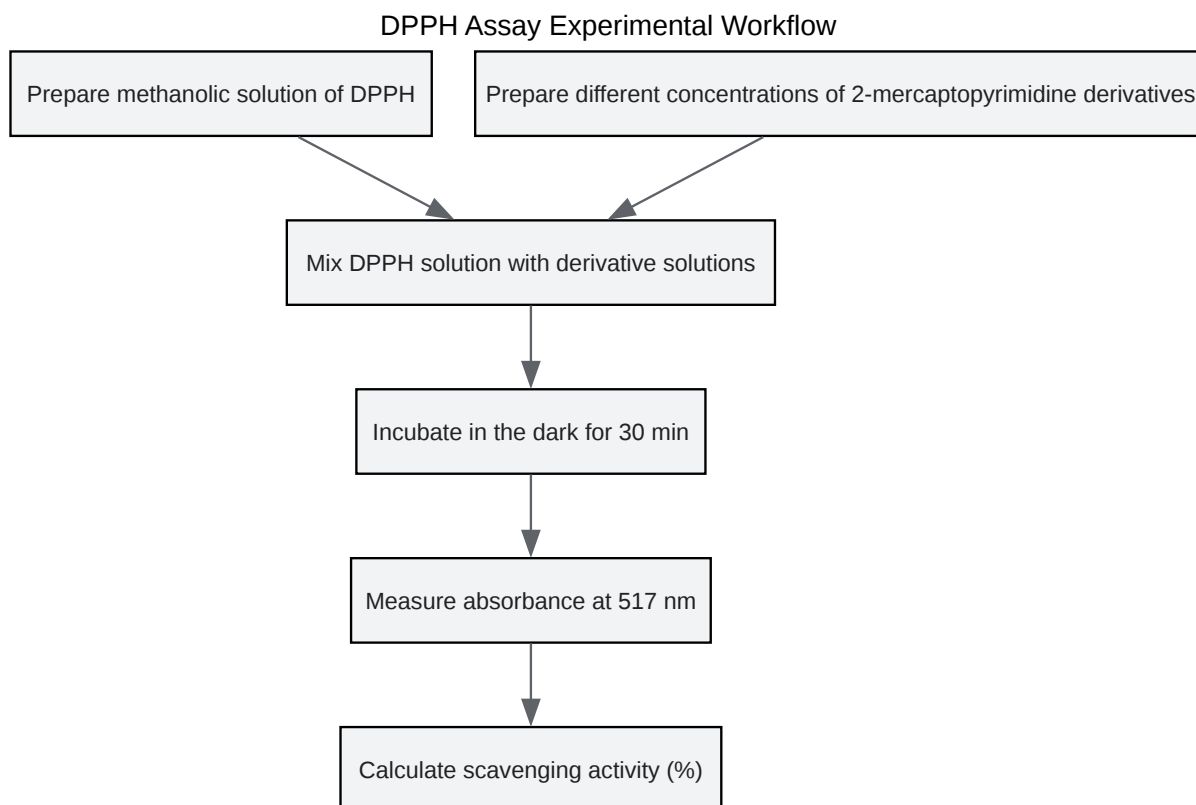 DPPH Assay Experimental Workflow
Prepare methanolic solution of DPPH
Prepare different concentrations of 2-mercaptopyrimidine derivatives
Mix DPPH solution with derivative solutions
Incubate in the dark for 30 min
Measure absorbance at 517 nm
Calculate scavenging activity (%)